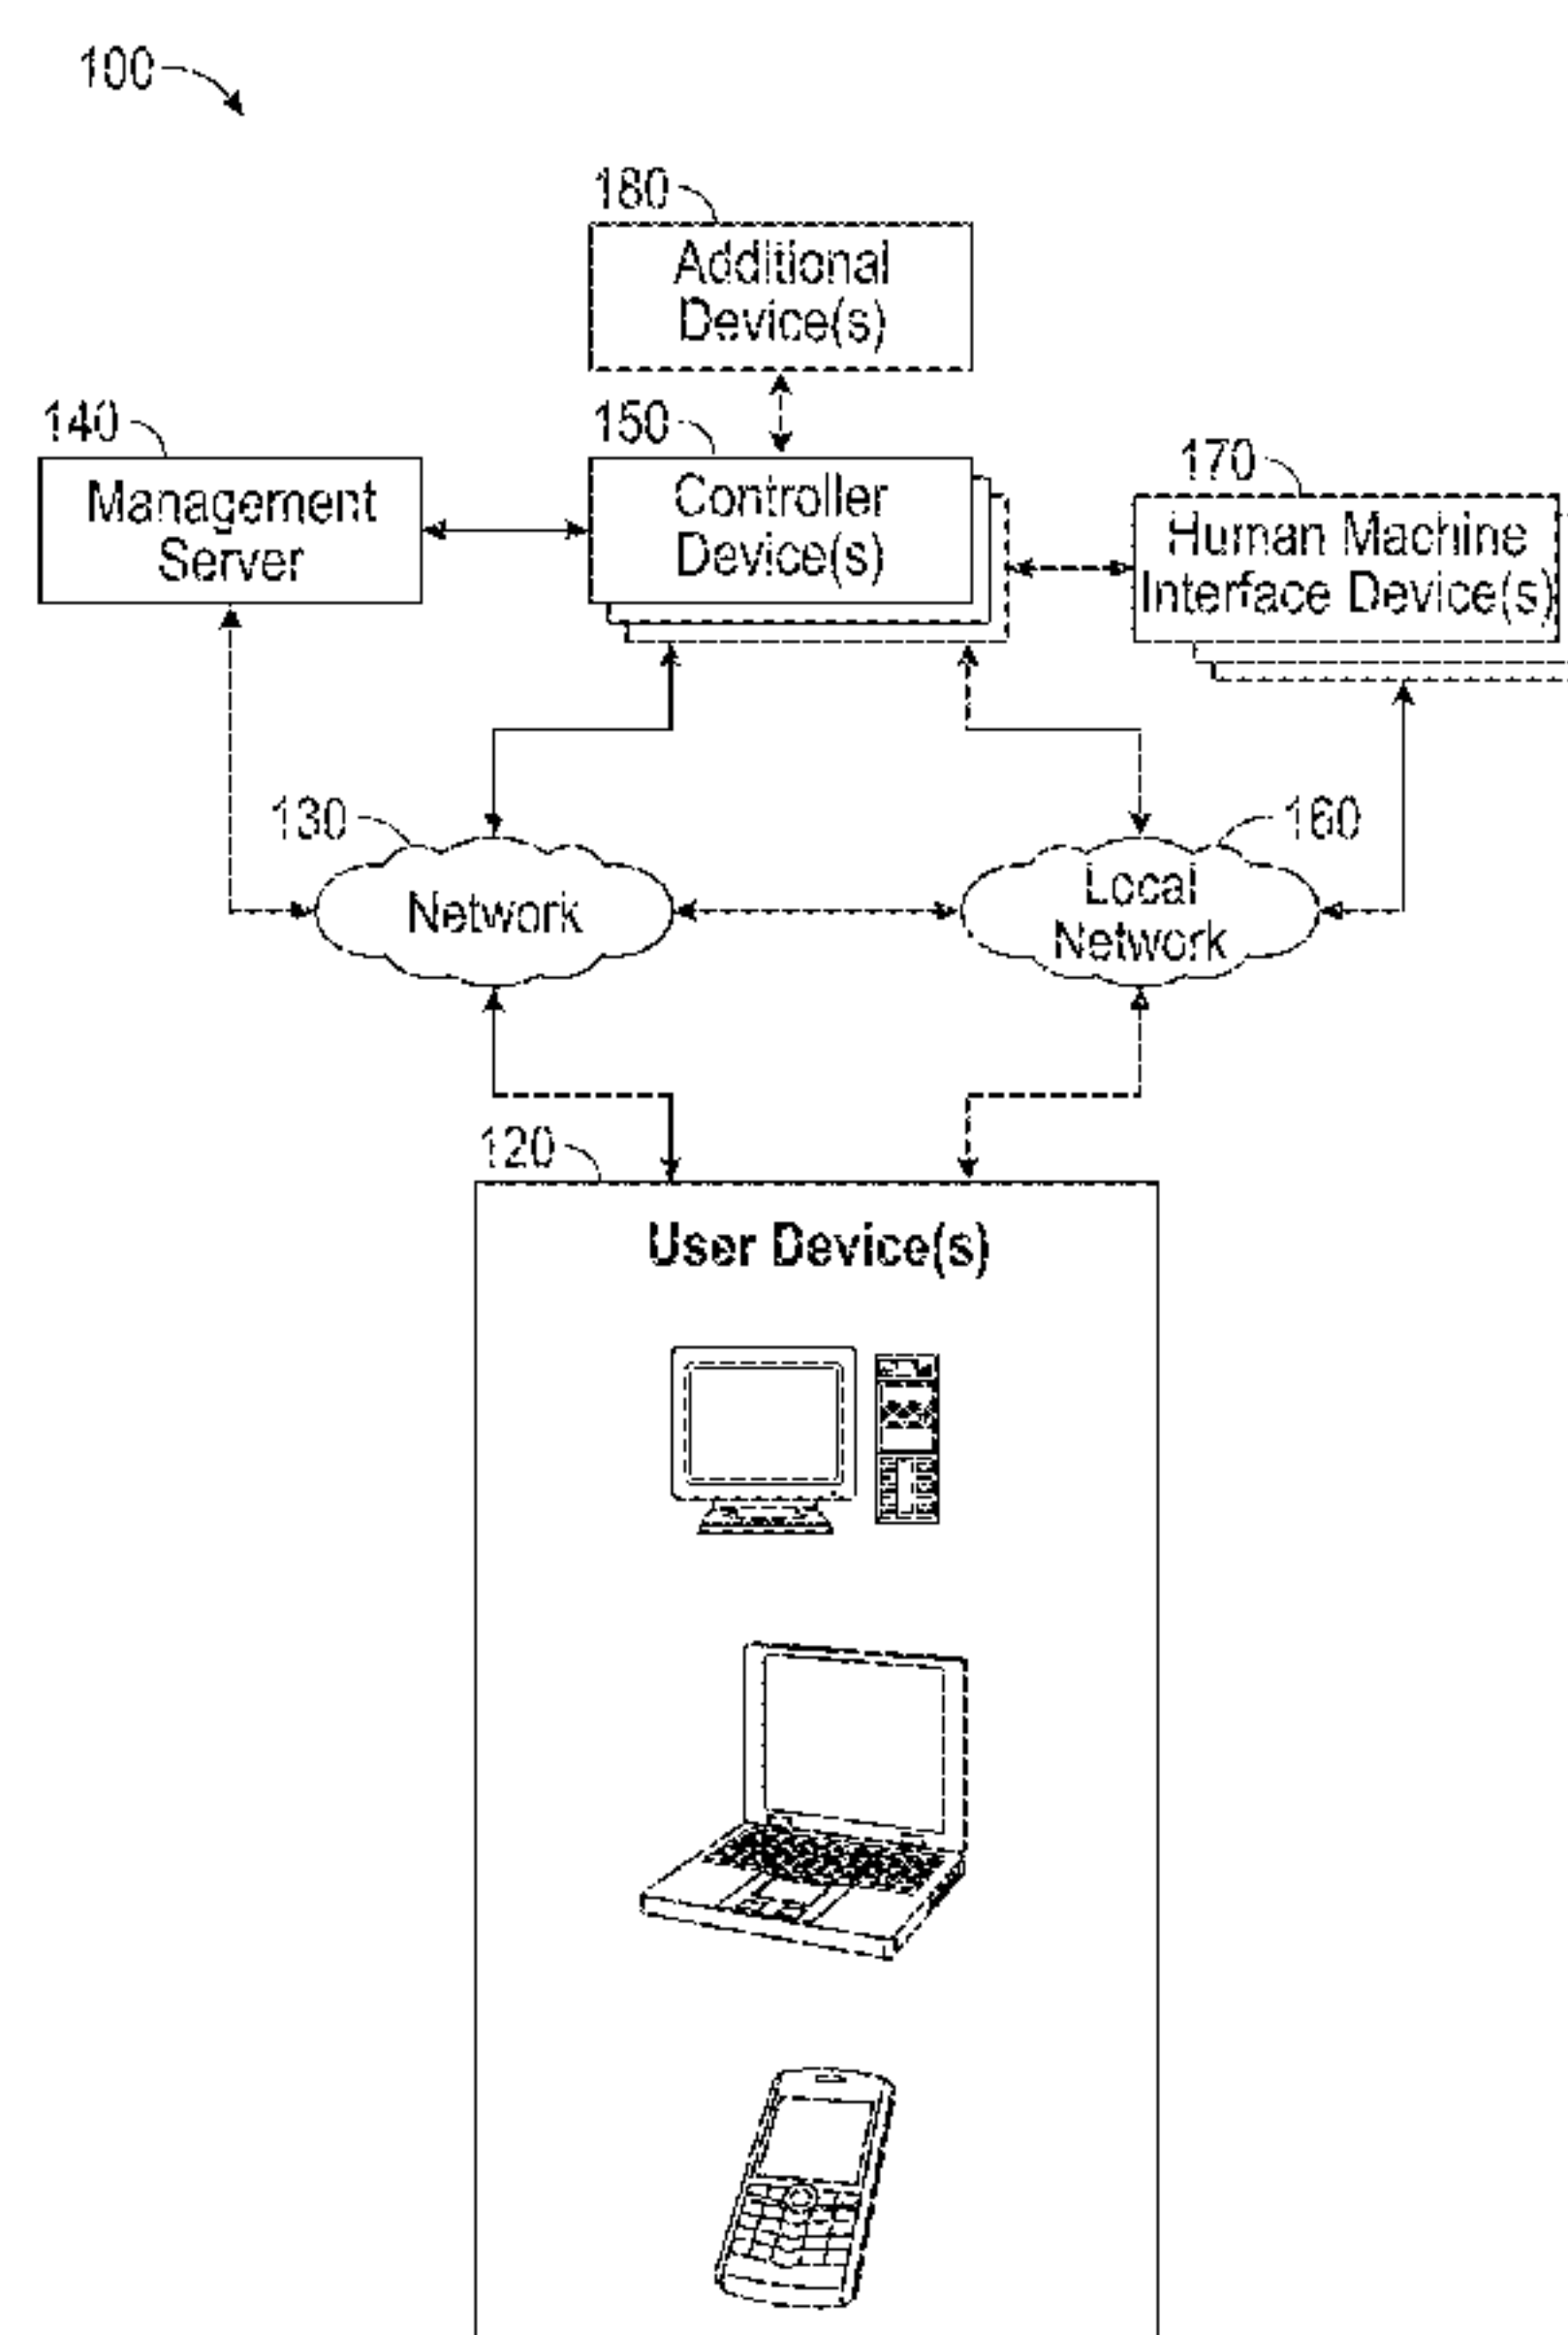 100
180
Additional
Device(s)
140
Management
Server
150
Controller
Device(s)
170
Human Machine
Interface Device(s)
130
Network
160
Local
Network
120
User Device(s)